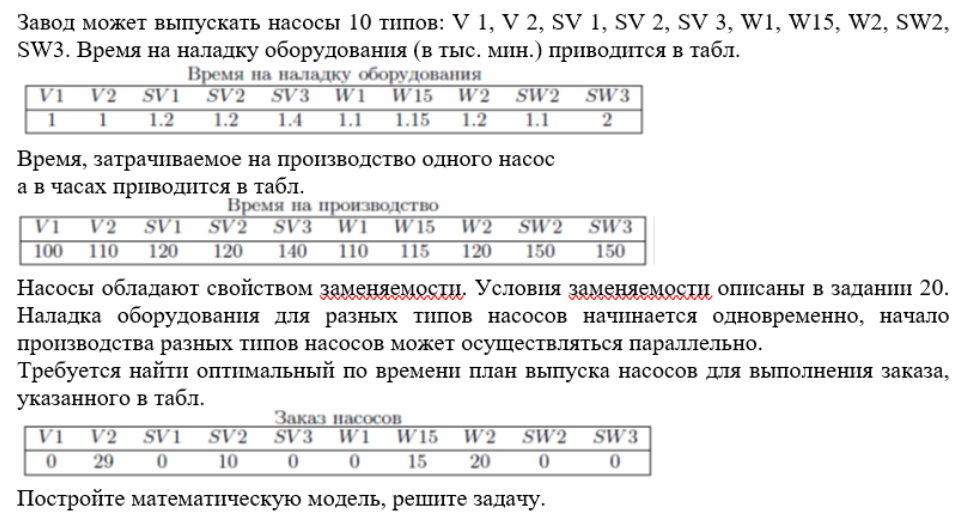 Завод может выпускать насосы 10 типов: V 1, V 2, SV 1, SV 2, SV 3, W1, W15, W2, SW2,
SW3. Время на наладку оборудования (в тыс. мин.) приводится в табл.
Время на наладку оборудования
V1 V2 SV1 SV2 SV3 W1 W15 W2 SW2 SW3
1 1 1.2 1.2 1.4 1.1 1.15 1.2 1.1 2
Время, затрачиваемое на производство одного насос
а в часах приводится в табл.
Время на производство
V1 V2 SV1 SV2 SV3 W1 W15 W2 SW2 SW3
100 110 120 120 140 110 115 120 150 150
Насосы обладают свойством заменяемости. Условия заменяемости описаны в задании 20.
Наладка оборудования для разных типов насосов начинается одновременно, начало
производства разных типов насосов может осуществляться параллельно.
Требуется найти оптимальный по времени план выпуска насосов для выполнения заказа,
указанного в табл.
Заказ насосов
V1 V2 SV1 SV2 SV3 W1 W15 W2 SW2 SW3
0 29 0 10 0 0 15 20 0 0
Постройте математическую модель, решите задачу.